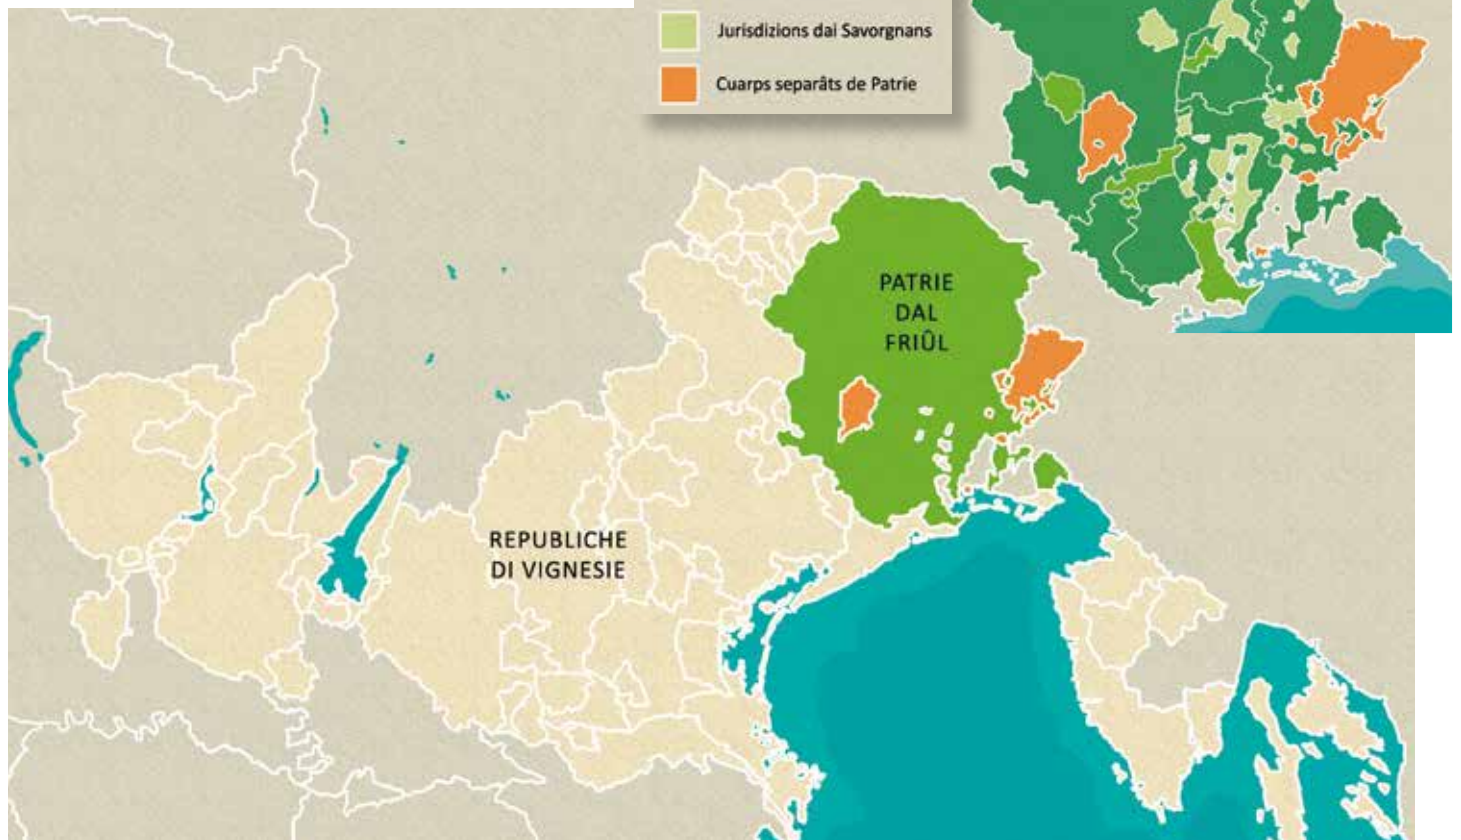 Jurisdizions dai Savorgnans
Cuarps separâts de Patrie
PATRIE
DAL
FRIÛL
REPUBLICHE
DI VIGNESIE